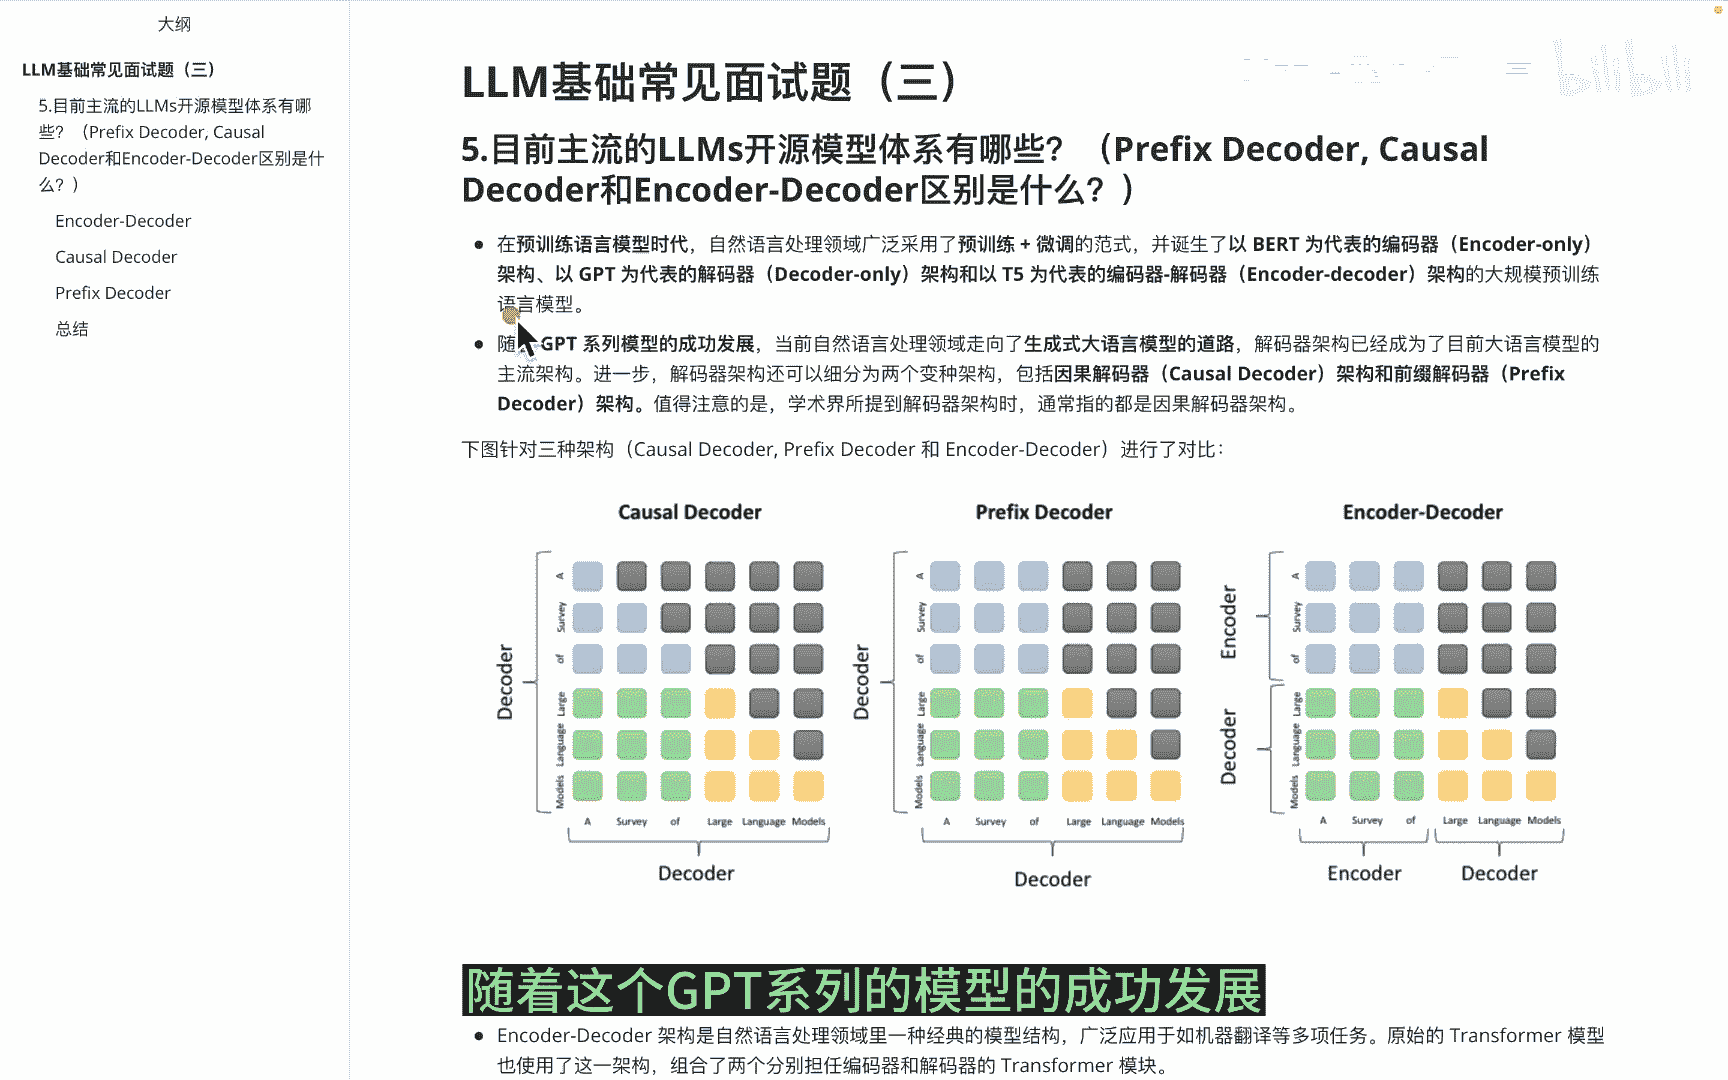 大纲
LLM基础常见面试题（三）
5.目前主流的LLMs开源模型体系有哪
些？（Prefix Decoder, Causal
Decoder和Encoder-Decoder区别是什
么？）
Encoder-Decoder
Causal Decoder
Prefix Decoder
总结
bilibili
LLM基础常见面试题（三）
5.目前主流的LLMs开源模型体系有哪些？（Prefix Decoder, Causal
Decoder和Encoder-Decoder区别是什么？）
在预训练语言模型时代，自然语言处理领域广泛采用了预训练 + 微调的范式，并诞生了以 BERT 为代表的编码器（Encoder-only）
架构、以 GPT 为代表的解码器（Decoder-only）架构和以 T5 为代表的编码器-解码器（Encoder-decoder）架构的大规模预训练
语言模型。
随 GPT 系列模型的成功发展，当前自然语言处理领域走向了生成式大语言模型的道路，解码器架构已经成为了目前大语言模型的
主流架构。进一步，解码器架构还可以细分为两个变种架构，包括因果解码器（Causal Decoder）架构和前缀解码器（Prefix
Decoder）架构。值得注意的是，学术界所提到解码器架构时，通常指的都是因果解码器架构。
下图针对三种架构（Causal Decoder, Prefix Decoder 和 Encoder-Decoder）进行了对比：
Causal Decoder
Decoder
A
Survey
of
Large
Language
Models
A Survey of Large Language Models
Decoder
Prefix Decoder
Decoder
A
Survey
of
Large
Language
Models
A Survey of Large Language Models
Decoder
Encoder-Decoder
Encoder
Decoder
A
Survey
of
Large
Language
Models
A Survey of Large Language Models
Encoder Decoder
随着这个GPT系列的模型的成功发展
Encoder-Decoder 架构是自然语言处理领域里一种经典的模型结构，广泛应用于如机器翻译等多项任务。原始的 Transformer 模型
也使用了这一架构，组合了两个分别担任编码器和解码器的 Transformer 模块。